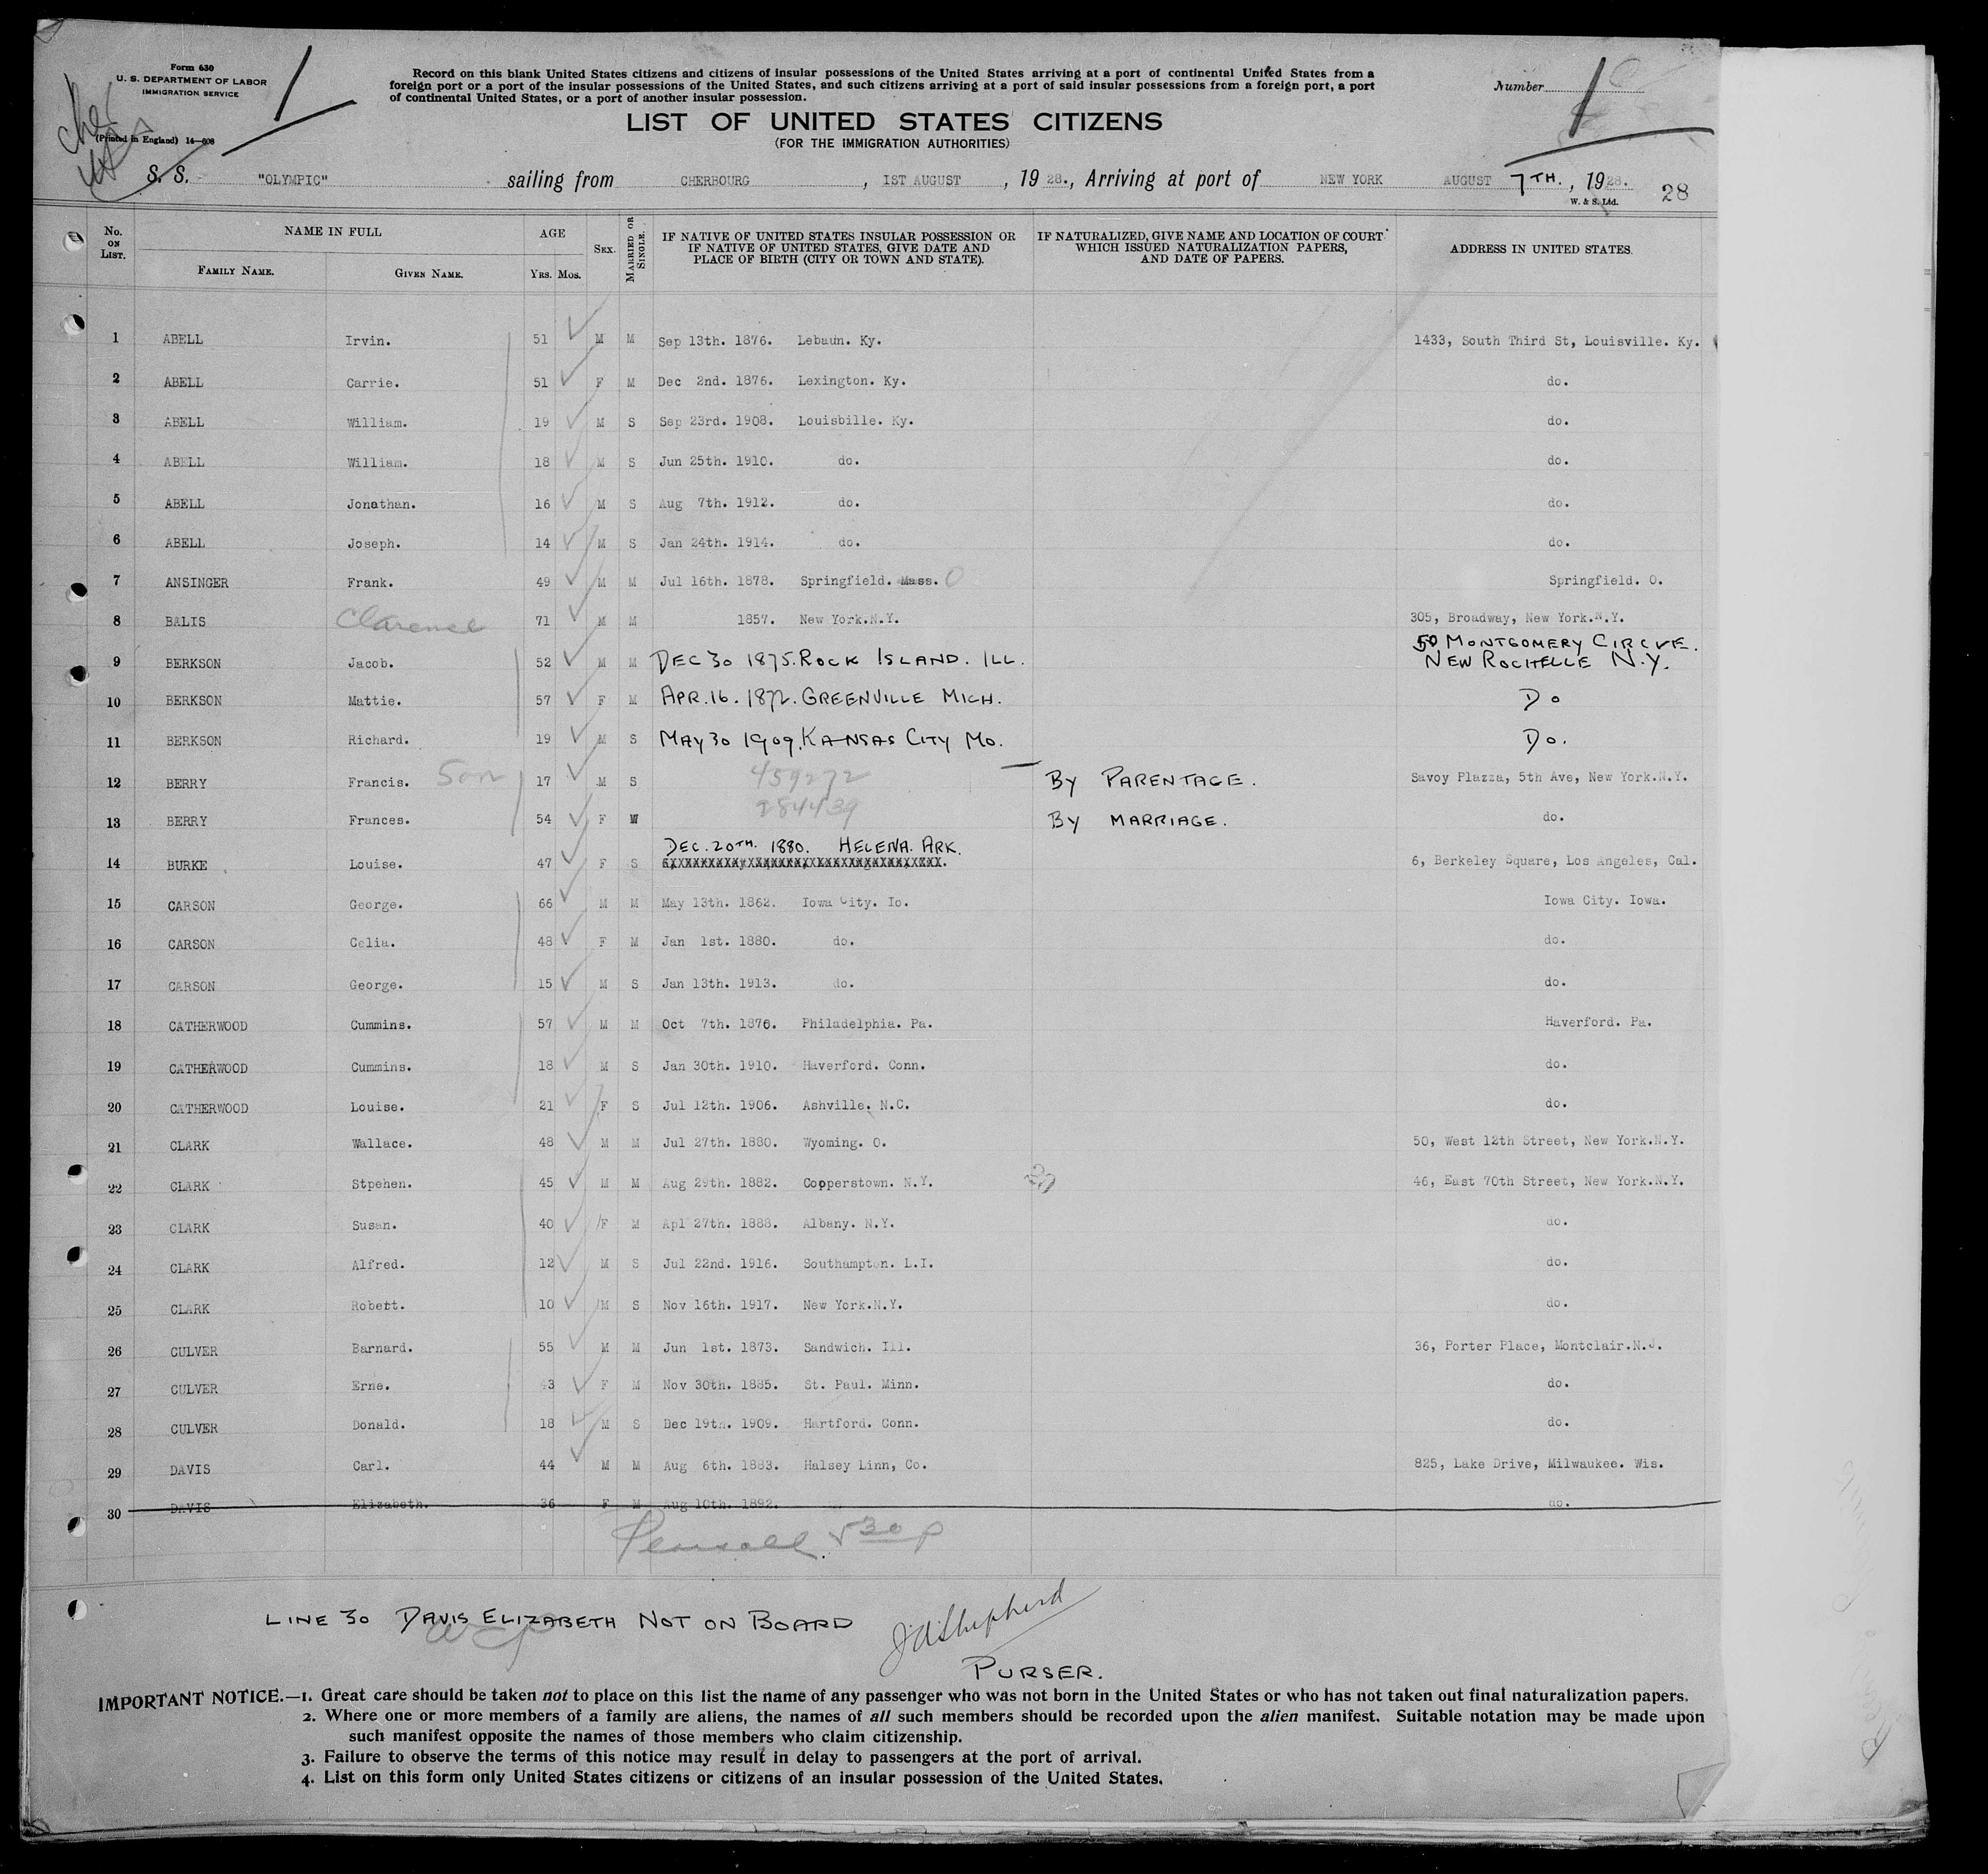 Form 630
U. S. DEPARTMENT OF LABOR
IMMIGRATION SERVICE
(Printed in England) 14—608
Record on this blank United States citizens and citizens of insular possessions of the United States arriving at a port of continental United States from a
foreign port or a port of the insular possessions of the United States, and such citizens arriving at a port of said insular possessions from a foreign port, a port
of continental United States, or a port of another insular possession.
Number 1
LIST OF UNITED STATES CITIZENS
(FOR THE IMMIGRATION AUTHORITIES)
S. S. "OLYMPIC" sailing from CHERBOURG, 1ST AUGUST, 1928., Arriving at port of NEW YORK AUGUST 7TH., 1928.
W. & S. Ltd.
28
No. ON LIST. NAME IN FULL AGE SEX. MARRIED OR SINGLE. IF NATIVE OF UNITED STATES INSULAR POSSESSION OR IF NATIVE OF UNITED STATES, GIVE DATE AND PLACE OF BIRTH (CITY OR TOWN AND STATE). IF NATURALIZED, GIVE NAME AND LOCATION OF COURT WHICH ISSUED NATURALIZATION PAPERS, AND DATE OF PAPERS. ADDRESS IN UNITED STATES.
FAMILY NAME. GIVEN NAME. YRS. MOS.
1 ABELL Irvin. 51 M M Sep 13th. 1876. Lebaun. Ky. 1433, South Third St, Louisville. Ky.
2 ABELL Carrie. 51 F M Dec 2nd. 1876. Lexington. Ky. do.
3 ABELL William. 19 M S Sep 23rd. 1908. Louisbille. Ky. do.
4 ABELL William. 18 M S Jun 25th. 1910. do. do.
5 ABELL Jonathan. 16 M S Aug 7th. 1912. do. do.
6 ABELL Joseph. 14 M S Jan 24th. 1914. do. do.
7 ANSINGER Frank. 49 M M Jul 16th. 1878. Springfield. Mass. O Springfield. O.
8 BALIS Clarence 71 M M 1857. New York.N.Y. 305, Broadway, New York.N.Y.
9 BERKSON Jacob. 52 M M DEC 30 1875. ROCK ISLAND. ILL. 50 MONTGOMERY CIRCLE. NEW ROCHELLE N.Y.
10 BERKSON Mattie. 57 F M APR. 16. 1872. GREENVILLE MICH. DO
11 BERKSON Richard. 19 M S MAY 30 1909. KANSAS CITY MO. DO.
12 BERRY Francis. Son 17 M S 459272 BY PARENTAGE. Savoy Plazza, 5th Ave, New York.N.Y.
13 BERRY Frances. 54 F W 284439 BY MARRIAGE. do.
14 BURKE Louise. 47 F S DEC. 20TH. 1880. HELENA. ARK. 6, Berkeley Square, Los Angeles, Cal.
15 CARSON George. 66 M M May 13th. 1862. Iowa City. Io. Iowa City. Iowa.
16 CARSON Celia. 48 F M Jan 1st. 1880. do. do.
17 CARSON George. 15 M S Jan 13th. 1913. do. do.
18 CATHERWOOD Cummins. 57 M M Oct 7th. 1876. Philadelphia. Pa. Haverford. Pa.
19 CATHERWOOD Cummins. 18 M S Jan 30th. 1910. Haverford. Conn. do.
20 CATHERWOOD Louise. 21 F S Jul 12th. 1906. Ashville. N.C. do.
21 CLARK Wallace. 48 M M Jul 27th. 1880. Wyoming. O. 50, West 12th Street, New York.N.Y.
22 CLARK Stpehen. 45 M M Aug 29th. 1882. Copperstown. N.Y. 46, East 70th Street, New York.N.Y.
23 CLARK Susan. 40 F M Apl 27th. 1888. Albany. N.Y. do.
24 CLARK Alfred. 12 M S Jul 22nd. 1916. Southampton. L.I. do.
25 CLARK Robert. 10 M S Nov 16th. 1917. New York.N.Y. do.
26 CULVER Barnard. 55 M M Jun 1st. 1873. Sandwich. Ill. 36, Porter Place, Montclair.N.J.
27 CULVER Erne. 43 F M Nov 30th. 1885. St. Paul. Minn. do.
28 CULVER Donald. 18 M S Dec 19th. 1909. Hartford. Conn. do.
29 DAVIS Carl. 44 M M Aug 6th. 1883. Halsey Linn, Co. 825, Lake Drive, Milwaukee. Wis.
30 DAVIS Elizabeth. 36 F M Aug 10th. 1892. do.
530p
LINE 30 DAVIS ELIZABETH NOT ON BOARD JAShepherd
PURSER.
IMPORTANT NOTICE.—1. Great care should be taken not to place on this list the name of any passenger who was not born in the United States or who has not taken out final naturalization papers.
2. Where one or more members of a family are aliens, the names of all such members should be recorded upon the alien manifest. Suitable notation may be made upon
such manifest opposite the names of those members who claim citizenship.
3. Failure to observe the terms of this notice may result in delay to passengers at the port of arrival.
4. List on this form only United States citizens or citizens of an insular possession of the United States.